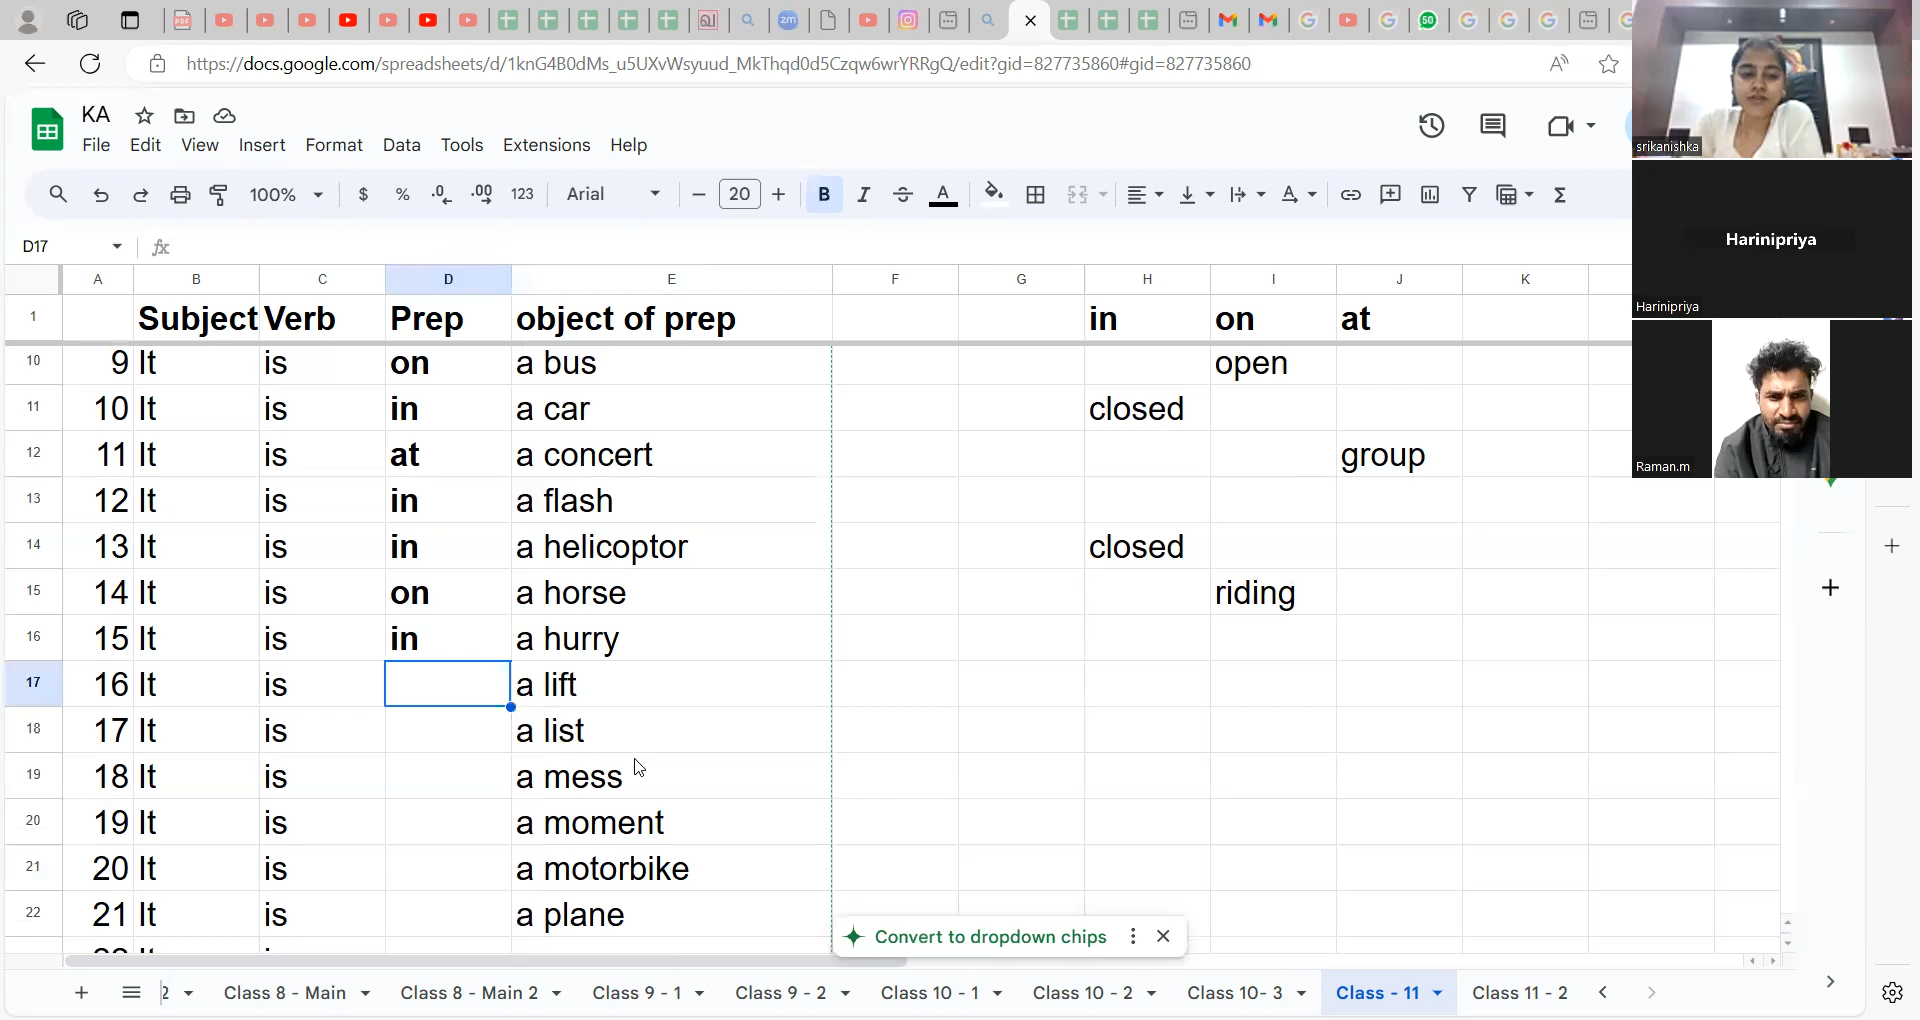 https://docs.google.com/spreadsheets/d/1knG4B0dMs_u5UXvWsyuud_MkThqd0d5Czqw6wrYRRgQ/edit?gid=827735860#gid=827735860
KA
File Edit View Insert Format Data Tools Extensions Help
100% $ % .0 .00 123 Arial 20 B I A Σ
D17 fx
A B C D E F G H I J K
1 Subject Verb Prep object of prep in on at
10 9 It is on a bus open
11 10 It is in a car closed
12 11 It is at a concert group
13 12 It is in a flash
14 13 It is in a helicoptor closed
15 14 It is on a horse riding
16 15 It is in a hurry
17 16 It is a lift
18 17 It is a list
19 18 It is a mess
20 19 It is a moment
21 20 It is a motorbike
22 21 It is a plane
Convert to dropdown chips
2 Class 8 - Main Class 8 - Main 2 Class 9 - 1 Class 9 - 2 Class 10 - 1 Class 10 - 2 Class 10- 3 Class - 11 Class 11 - 2
srikanishka
Harinipriya
Harinipriya
Raman.m